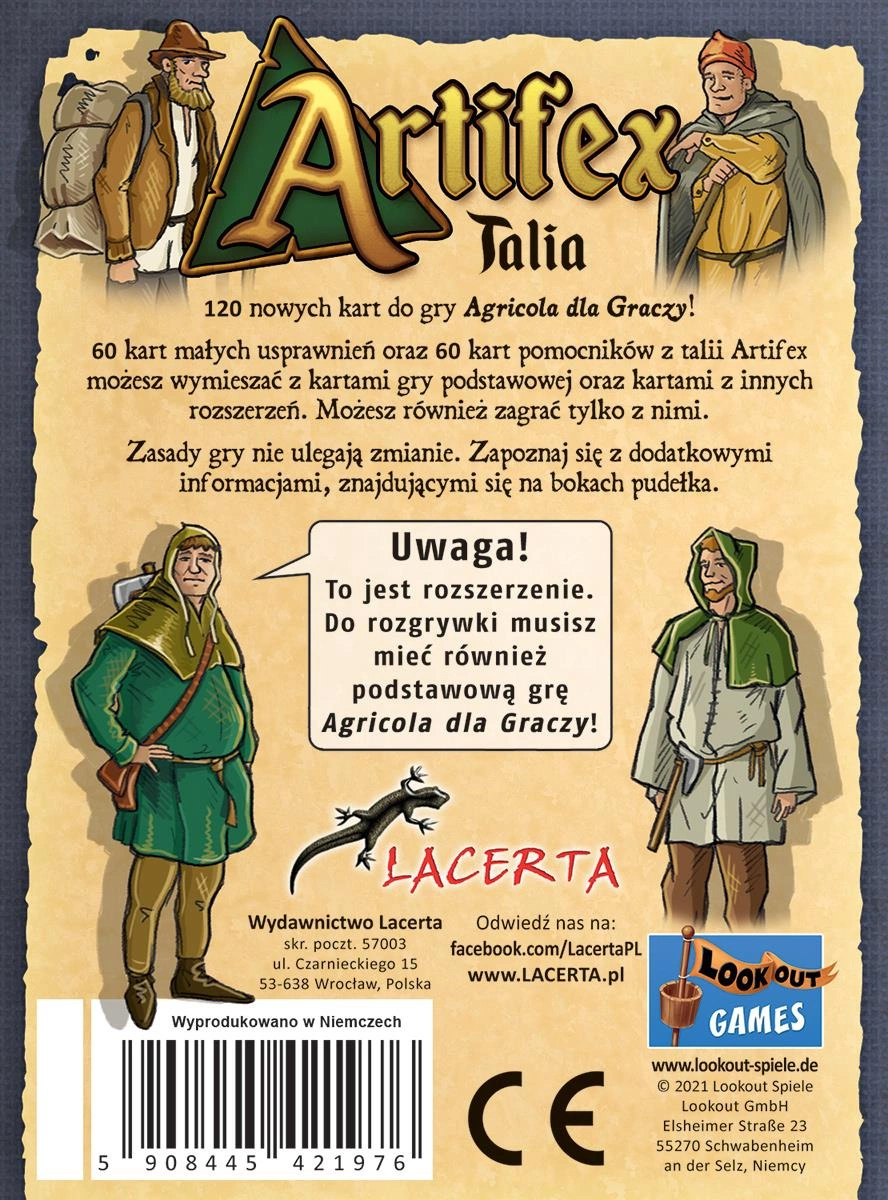 Artifex
Talia
120 nowych kart do gry Agricola dla Graczy!
60 kart małych usprawnień oraz 60 kart pomocników z talii Artifex
możesz wymieszać z kartami gry podstawowej oraz kartami z innych
rozszerzeń. Możesz również zagrać tylko z nimi.
Zasady gry nie ulegają zmianie. Zapoznaj się z dodatkowymi
informacjami, znajdującymi się na bokach pudełka.
Uwaga!
To jest rozszerzenie.
Do rozgrywki musisz
mieć również
podstawową grę
Agricola dla Graczy!
LACERTA
Wydawnictwo Lacerta
skr. poczt. 57003
ul. Czarnieckiego 15
53-638 Wrocław, Polska
Odwiedź nas na:
facebook.com/LacertaPL
www.LACERTA.pl
Wyprodukowano w Niemczech
5 908445 421976
CE
LOOKOUT
GAMES
www.lookout-spiele.de
© 2021 Lookout Spiele
Lookout GmbH
Elsheimer Straße 23
55270 Schwabenheim
an der Selz, Niemcy